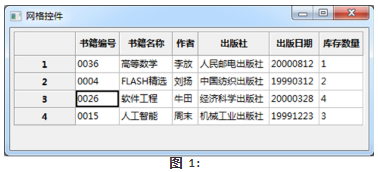 网格控件
书籍编号 书籍名称 作者 出版社 出版日期 库存数量
1 0036 高等数学 李放 人民邮电出版社 20000812 1
2 0004 FLASH精选 刘扬 中国纺织出版社 19990312 2
3 0026 软件工程 牛田 经济科学出版社 20000328 4
4 0015 人工智能 周末 机械工业出版社 19991223 3
图 1: